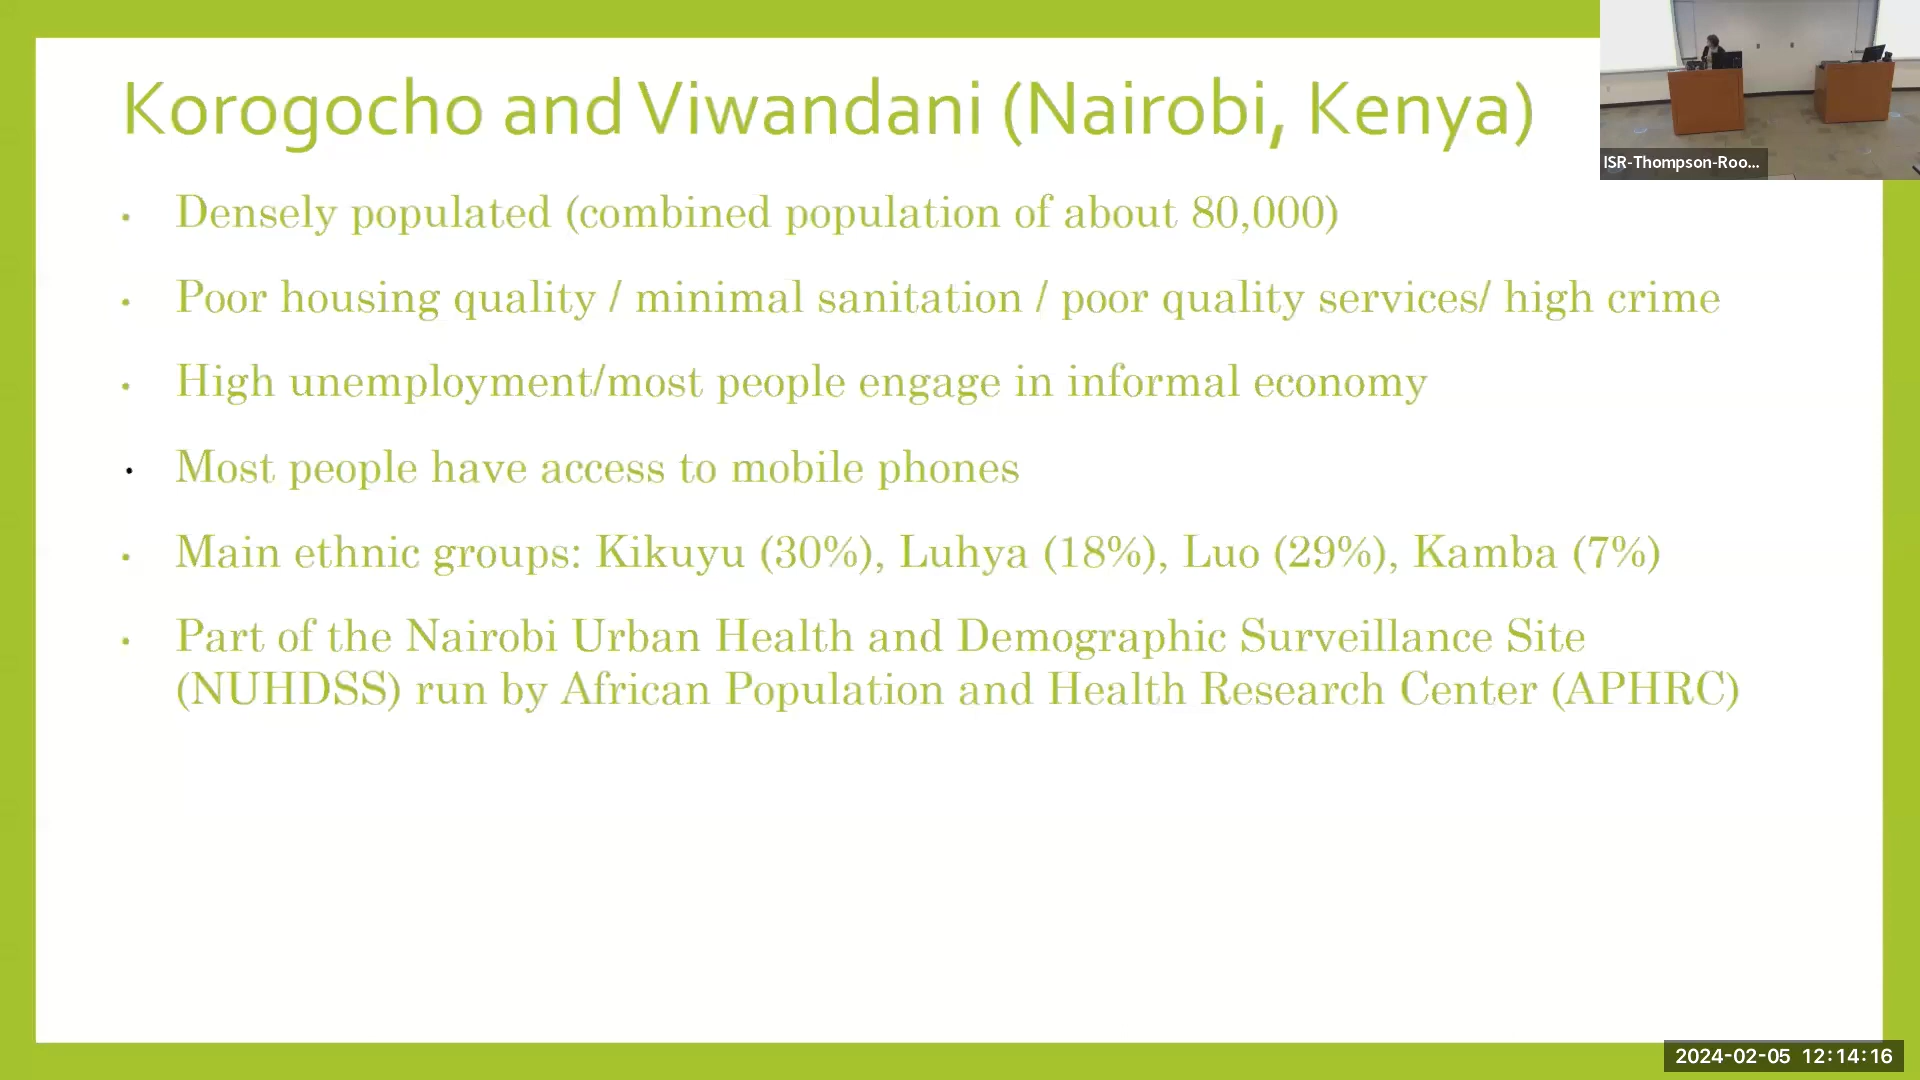 Korogocho and Viwandani (Nairobi, Kenya)
ISR-Thompson-Roo...
• Densely populated (combined population of about 80,000)
• Poor housing quality / minimal sanitation / poor quality services/ high crime
• High unemployment/most people engage in informal economy
• Most people have access to mobile phones
• Main ethnic groups: Kikuyu (30%), Luhya (18%), Luo (29%), Kamba (7%)
• Part of the Nairobi Urban Health and Demographic Surveillance Site
(NUHDSS) run by African Population and Health Research Center (APHRC)
2024-02-05 12:14:16